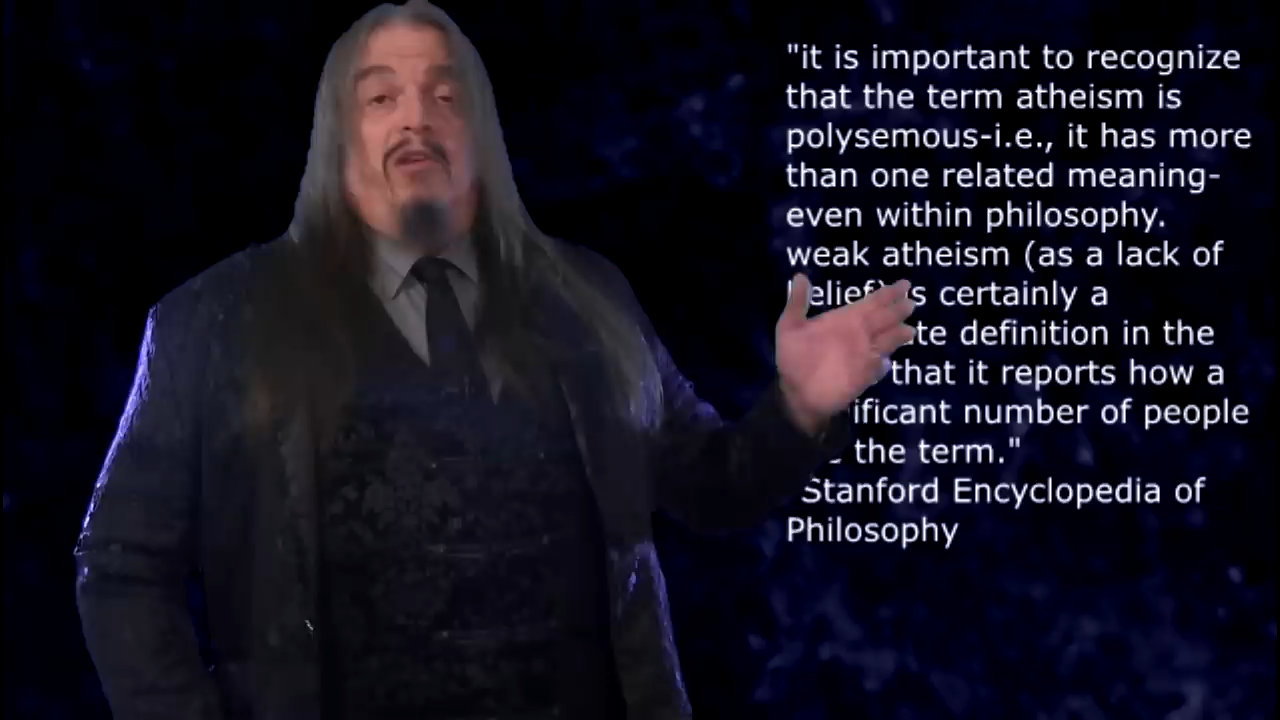 "it is important to recognize
that the term atheism is
polysemous-i.e., it has more
than one related meaning-
even within philosophy.
weak atheism (as a lack of
belief) is certainly a
definition in the
that it reports how a
number of people
the term."
Stanford Encyclopedia of
Philosophy